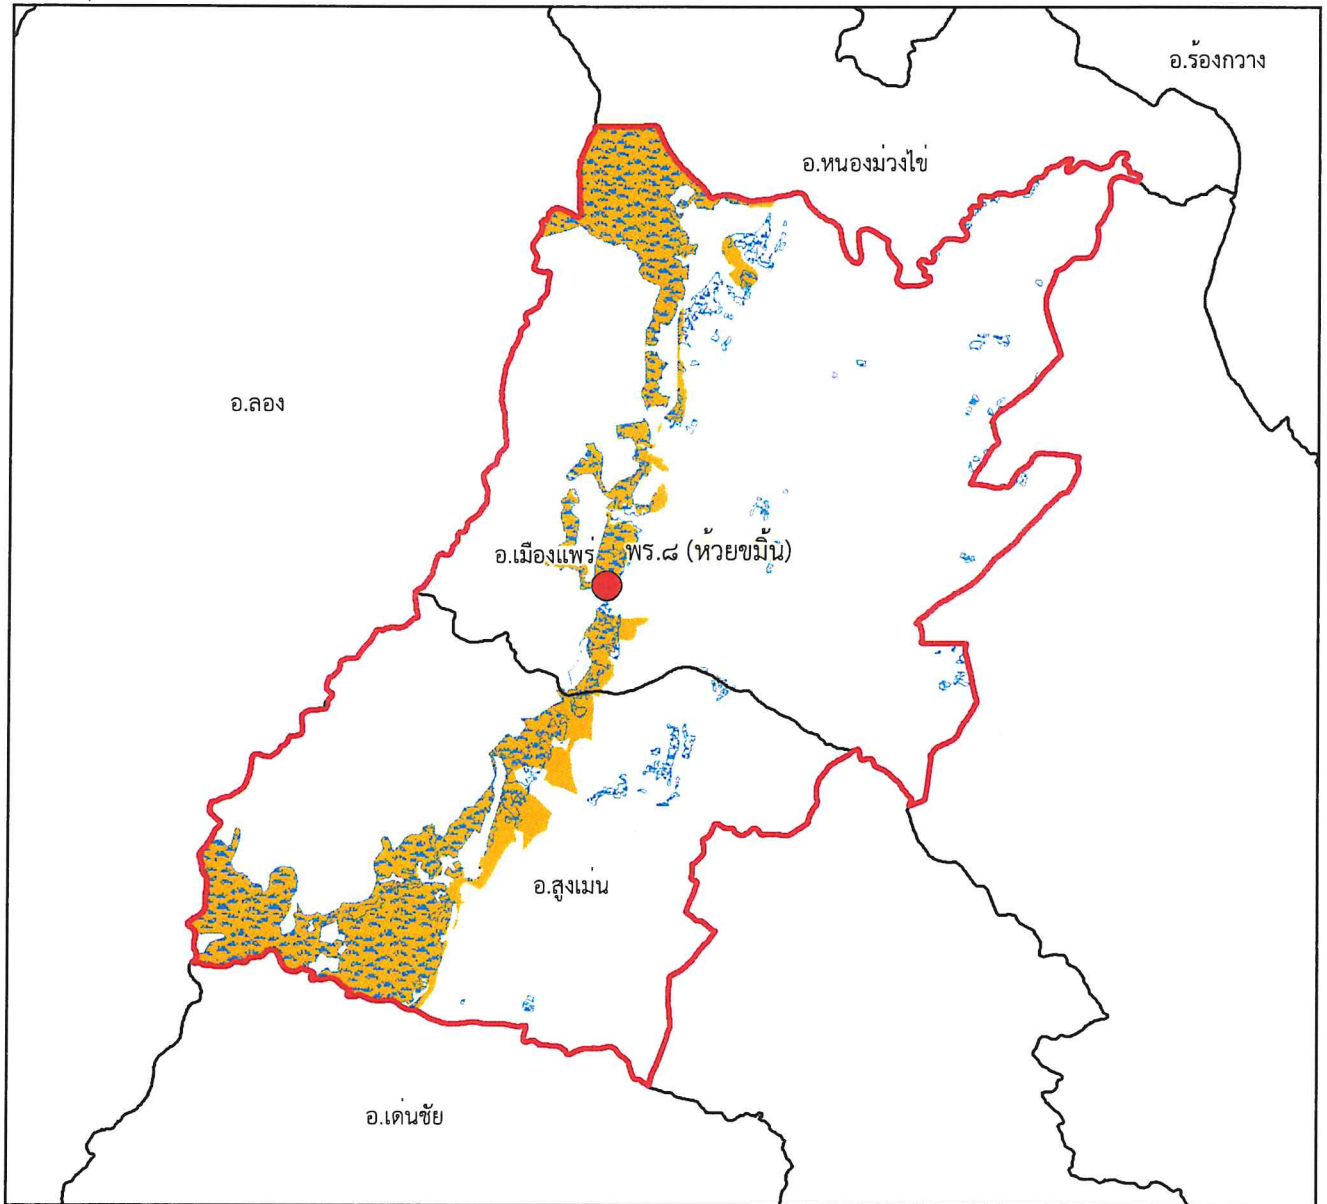 อ.ร้องกวาง
อ.หนองม่วงไข่
อ.ลอง
อ.เมืองแพร่ พร.๘ (ห้วยขมิ้น)
อ.สูงเม่น
อ.เด่นชัย